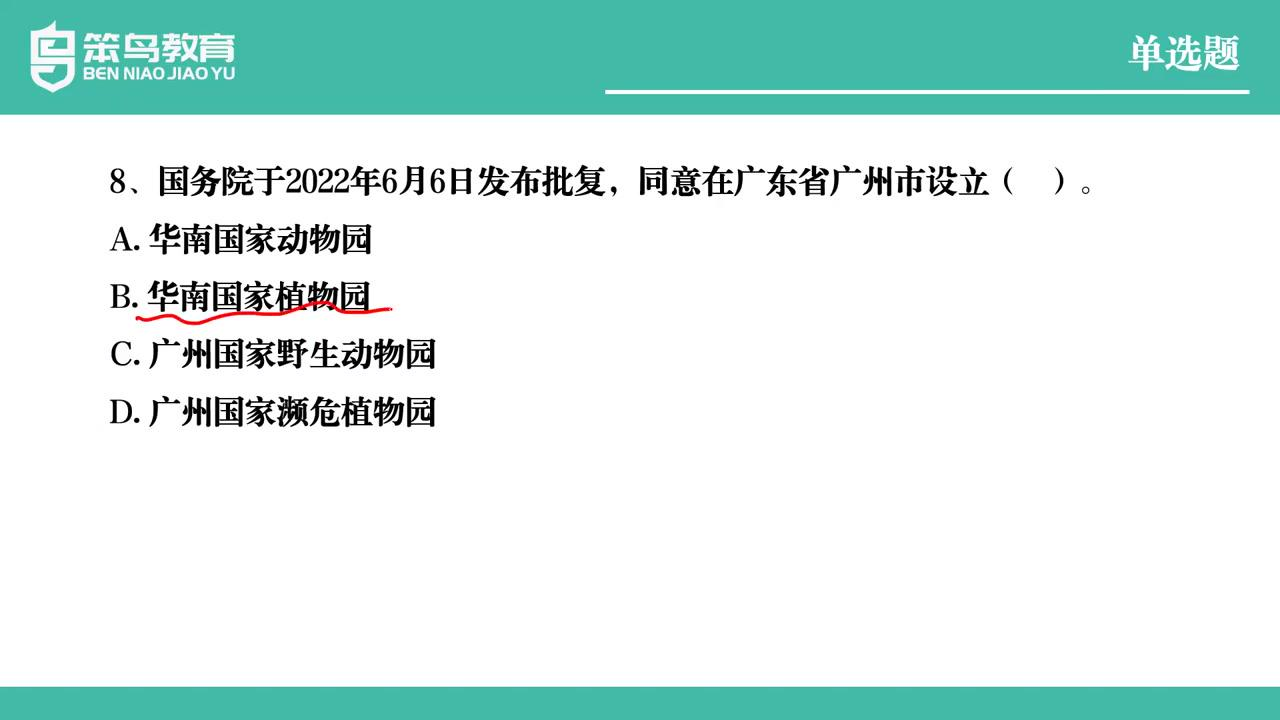 笨鸟教育
BEN NIAO JIAO YU
单选题
8、国务院于2022年6月6日发布批复，同意在广东省广州市设立（ ）。
A. 华南国家动物园
B. 华南国家植物园
C. 广州国家野生动物园
D. 广州国家濒危植物园